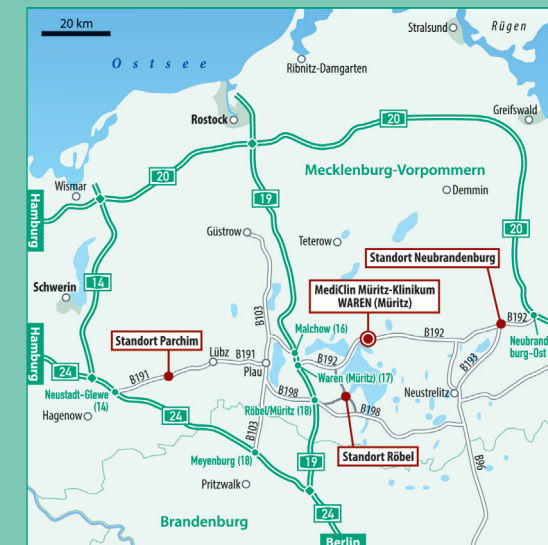 20 km
Stralsund
Rügen
Ostsee
Ribnitz-Damgarten
Rostock
Greifswald
20
20
Mecklenburg-Vorpommern
Wismar
19
Demmin
Hamburg
20
Güstrow
Teterow
Standort Neubrandenburg
14
Schwerin
MediClin Müritz-Klinikum
WAREN (Müritz)
B103
B192
Malchow (16)
B192
Neubrand-
burg-Ost
Hamburg
Standort Parchim
Lübz
B191
B192
B193
24
B191
Plau
Waren (Müritz) (17)
Neustadt-Glewe
(14)
B198
Neustrelitz
Hagenow
24
Röbel/Müritz (18)
B198
B103
Standort Röbel
Meyenburg (18)
19
B96
Pritzwalk
24
Brandenburg
Berlin